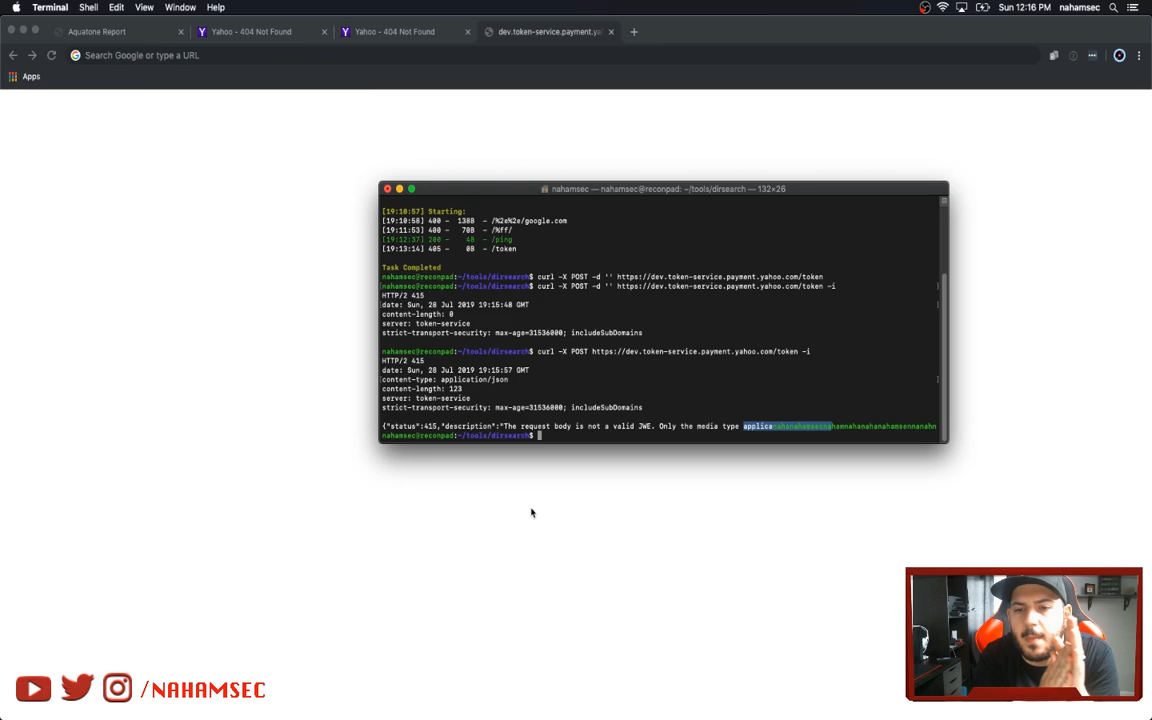 Terminal Shell Edit View Window Help
Sun 12:16 PM nahamsec
Aquatone Report
Yahoo - 404 Not Found
Yahoo - 404 Not Found
dev.token-service.payment.ya
Search Google or type a URL
Apps
nahamsec — nahamsec@reconpad: ~/tools/dirsearch — 132×26
[19:10:57] Starting:
[19:10:58] 400 - 138B - /%2e%2e/google.com
[19:11:53] 400 - 70B - /%ff/
[19:12:37] 200 - 4B - /ping
[19:13:14] 405 - 0B - /token
Task Completed
nahamsec@reconpad:~/tools/dirsearch$ curl -X POST -d '' https://dev.token-service.payment.yahoo.com/token
nahamsec@reconpad:~/tools/dirsearch$ curl -X POST -d '' https://dev.token-service.payment.yahoo.com/token -i
HTTP/2 415
date: Sun, 28 Jul 2019 19:15:48 GMT
content-length: 0
server: token-service
strict-transport-security: max-age=31536000; includeSubDomains
nahamsec@reconpad:~/tools/dirsearch$ curl -X POST https://dev.token-service.payment.yahoo.com/token -i
HTTP/2 415
date: Sun, 28 Jul 2019 19:15:57 GMT
content-type: application/json
content-length: 123
server: token-service
strict-transport-security: max-age=31536000; includeSubDomains
{"status":415,"description":"The request body is not a valid JWE. Only the media type applica
nahamsec@reconpad:~/tools/dirsearch$
/NAHAMSEC